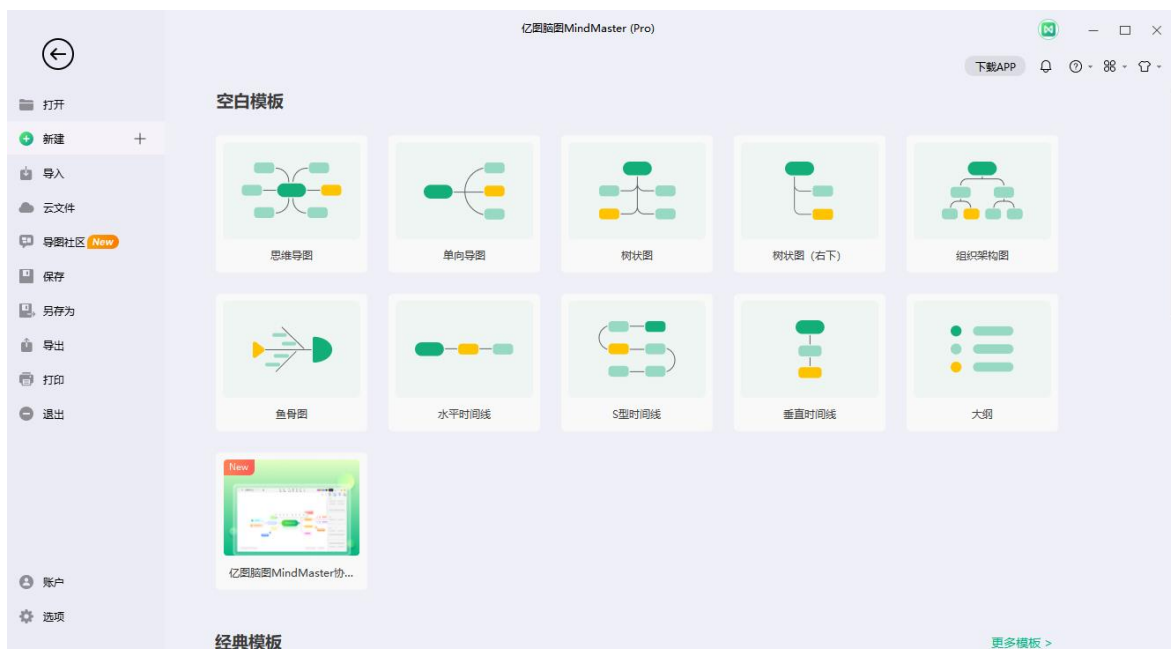 亿图脑图MindMaster (Pro)
下载APP
打开
新建
导入
云文件
导图社区 New
保存
另存为
导出
打印
退出
账户
选项
空白模板
思维导图
单向导图
树状图
树状图（右下）
组织架构图
鱼骨图
水平时间线
S型时间线
垂直时间线
大纲
New
亿图脑图MindMaster协...
经典模板
更多模板 >